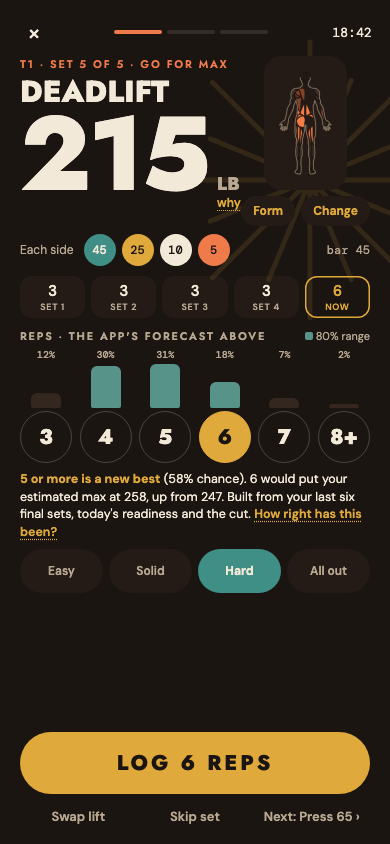 ×
18:42
T1 · SET 5 OF 5 · GO FOR MAX
DEADLIFT
215 LB
why
Form
Change
Each side 45 25 10 5 bar 45
3 3 3 3 6
SET 1 SET 2 SET 3 SET 4 NOW
REPS · THE APP'S FORECAST ABOVE 80% range
12% 30% 31% 18% 7% 2%
3 4 5 6 7 8+
5 or more is a new best (58% chance). 6 would put your
estimated max at 258, up from 247. Built from your last six
final sets, today's readiness and the cut. How right has this
been?
Easy Solid Hard All out
LOG 6 REPS
Swap lift Skip set Next: Press 65 ›